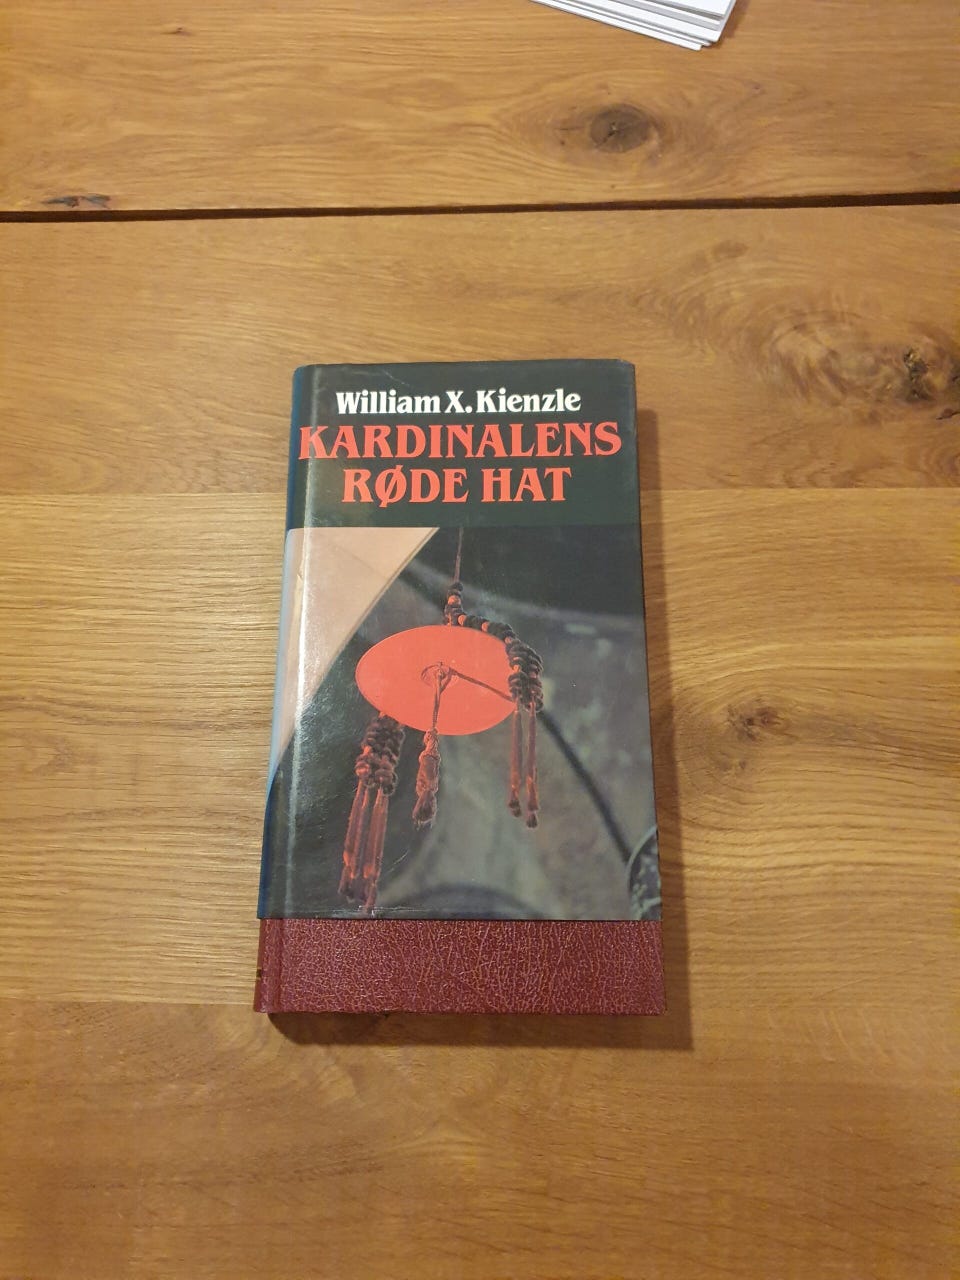 William X. Kienzle
KARDINALENS
RØDE HAT